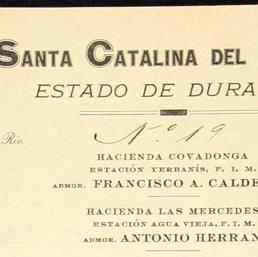 SANTA CATALINA DEL
ESTADO DE DURA
Rio.
Nº 19
HACIENDA COVADONGA
ESTACIÓN YERBANÍS, F. I. M.
ADMOR. FRANCISCO A. CALDE
HACIENDA LAS MERCEDES
ESTACIÓN AGUA VIEJA, F. I. M.
ADMOR. ANTONIO HERRAN